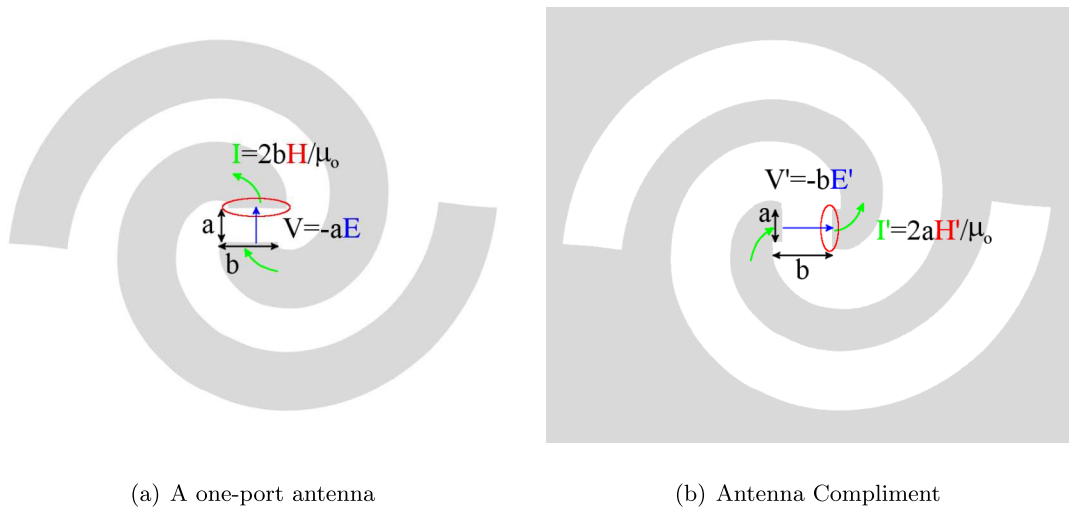 I=2bH/μₒ
a
V=-aE
b
(a) A one-port antenna
V'=-bE'
a
I'=2aH'/μₒ
b
(b) Antenna Compliment